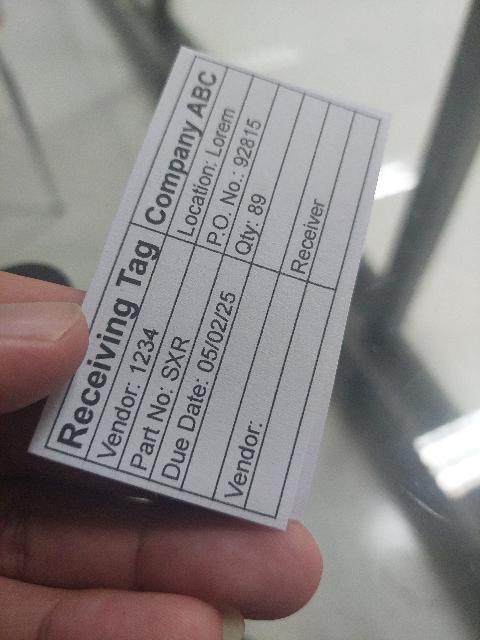 Receiving Tag Company ABC
Vendor: 1234 Location: Lorem
Part No: SXR P.O. No.: 92815
Due Date: 05/02/25 Qty: 89
Vendor: Receiver